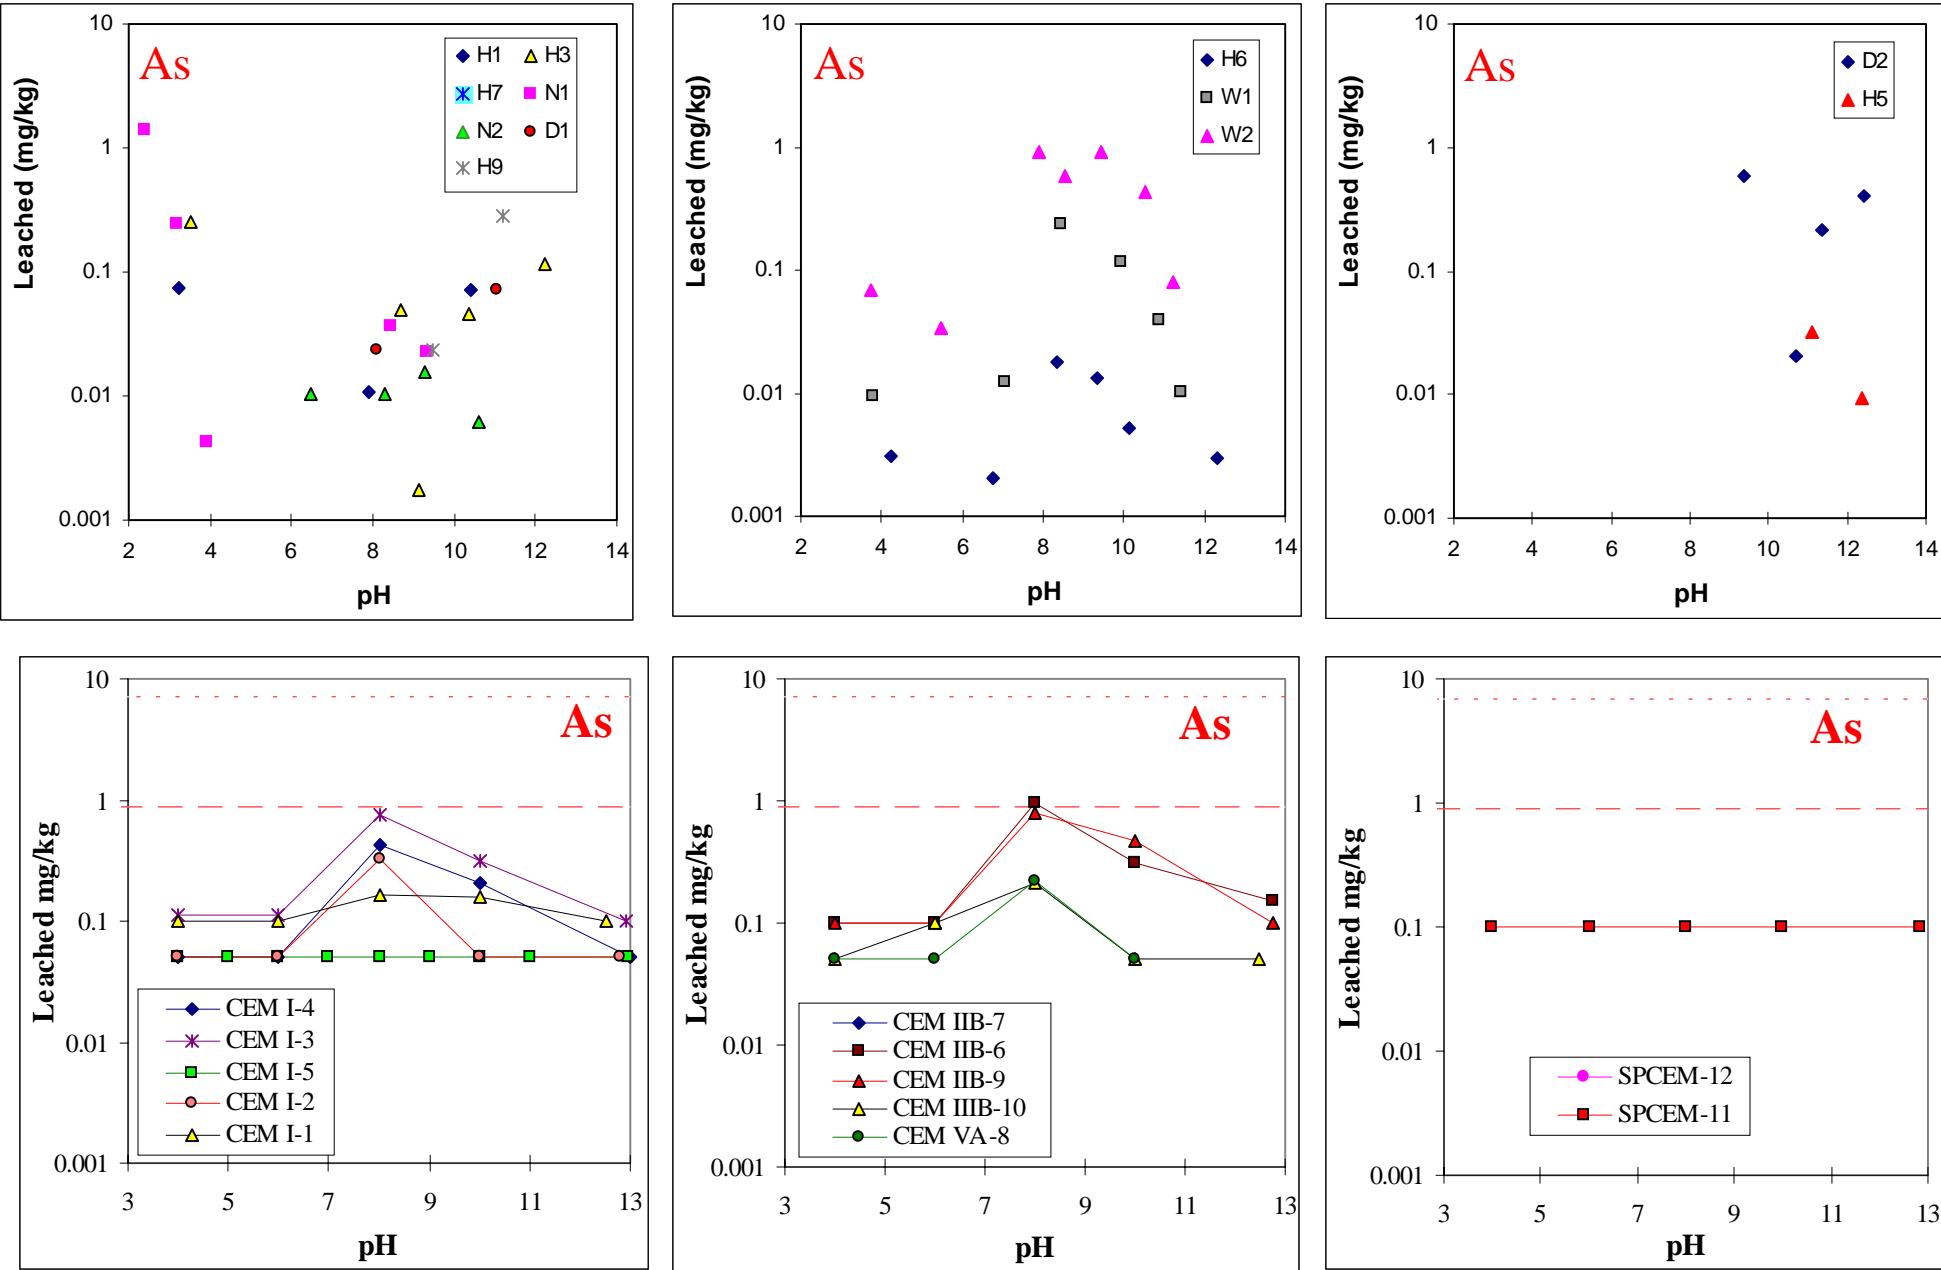 10
As
H1 H3
H7 N1
N2 D1
H9
1
0.1
0.01
0.001
Leached (mg/kg)
2 4 6 8 10 12 14
pH
10
As
H6
W1
W2
1
0.1
0.01
0.001
Leached (mg/kg)
2 4 6 8 10 12 14
pH
10
As
D2
H5
1
0.1
0.01
0.001
Leached (mg/kg)
2 4 6 8 10 12 14
pH
10
As
1
0.1
0.01
0.001
Leached mg/kg
CEM I-4
CEM I-3
CEM I-5
CEM I-2
CEM I-1
3 5 7 9 11 13
pH
10
As
1
0.1
0.01
0.001
Leached mg/kg
CEM IIB-7
CEM IIB-6
CEM IIB-9
CEM IIIB-10
CEM VA-8
3 5 7 9 11 13
pH
10
As
1
0.1
0.01
0.001
Leached mg/kg
SPCEM-12
SPCEM-11
3 5 7 9 11 13
pH